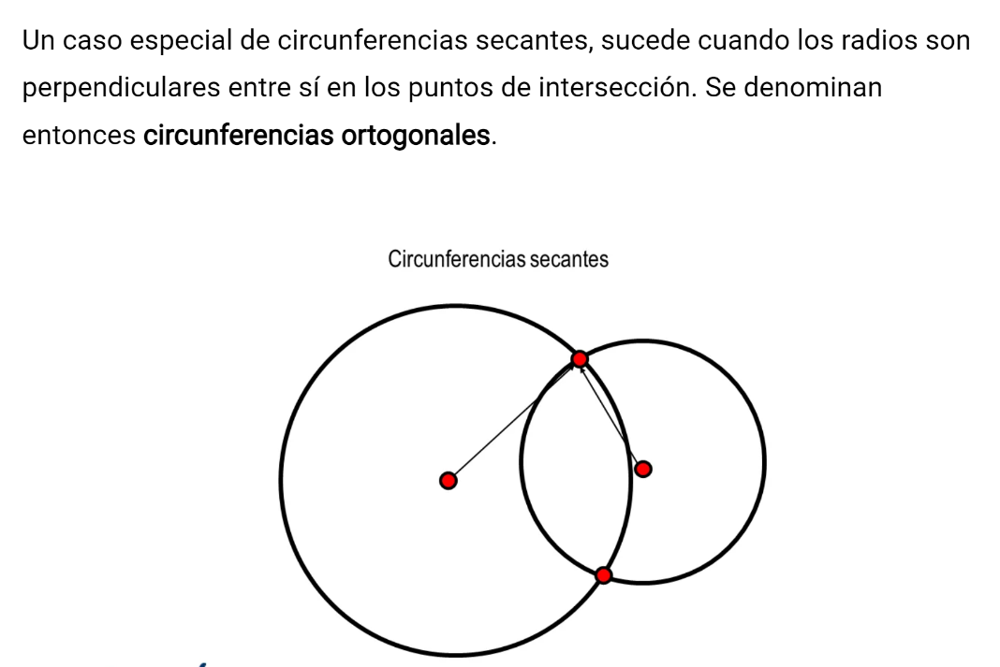 Un caso especial de circunferencias secantes, sucede cuando los radios son
perpendiculares entre sí en los puntos de intersección. Se denominan
entonces circunferencias ortogonales.
Circunferencias secantes